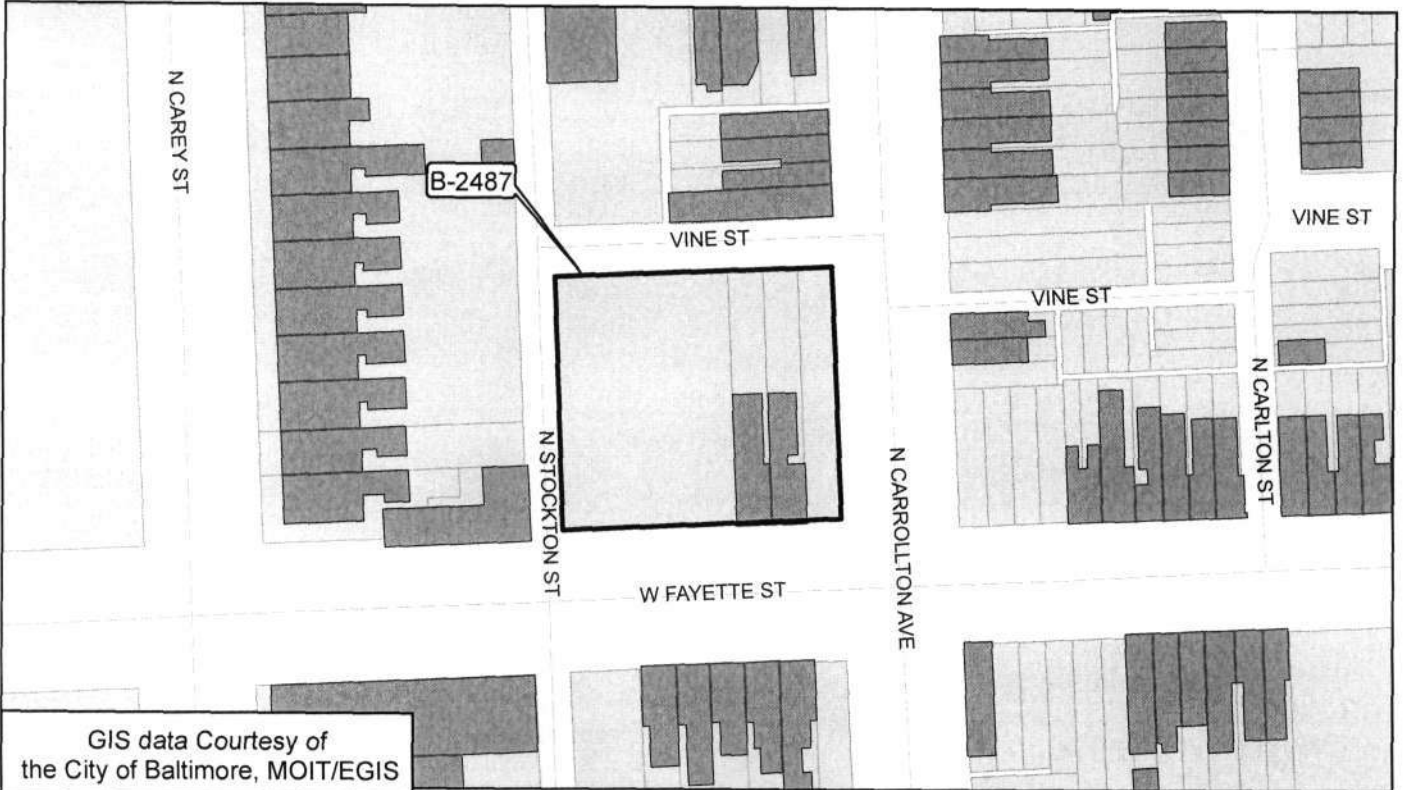 N CAREY ST
B-2487
VINE ST
VINE ST
VINE ST
N STOCKTON ST
N CARROLLTON AVE
N CARLTON ST
W FAYETTE ST
GIS data Courtesy of
the City of Baltimore, MOIT/EGIS